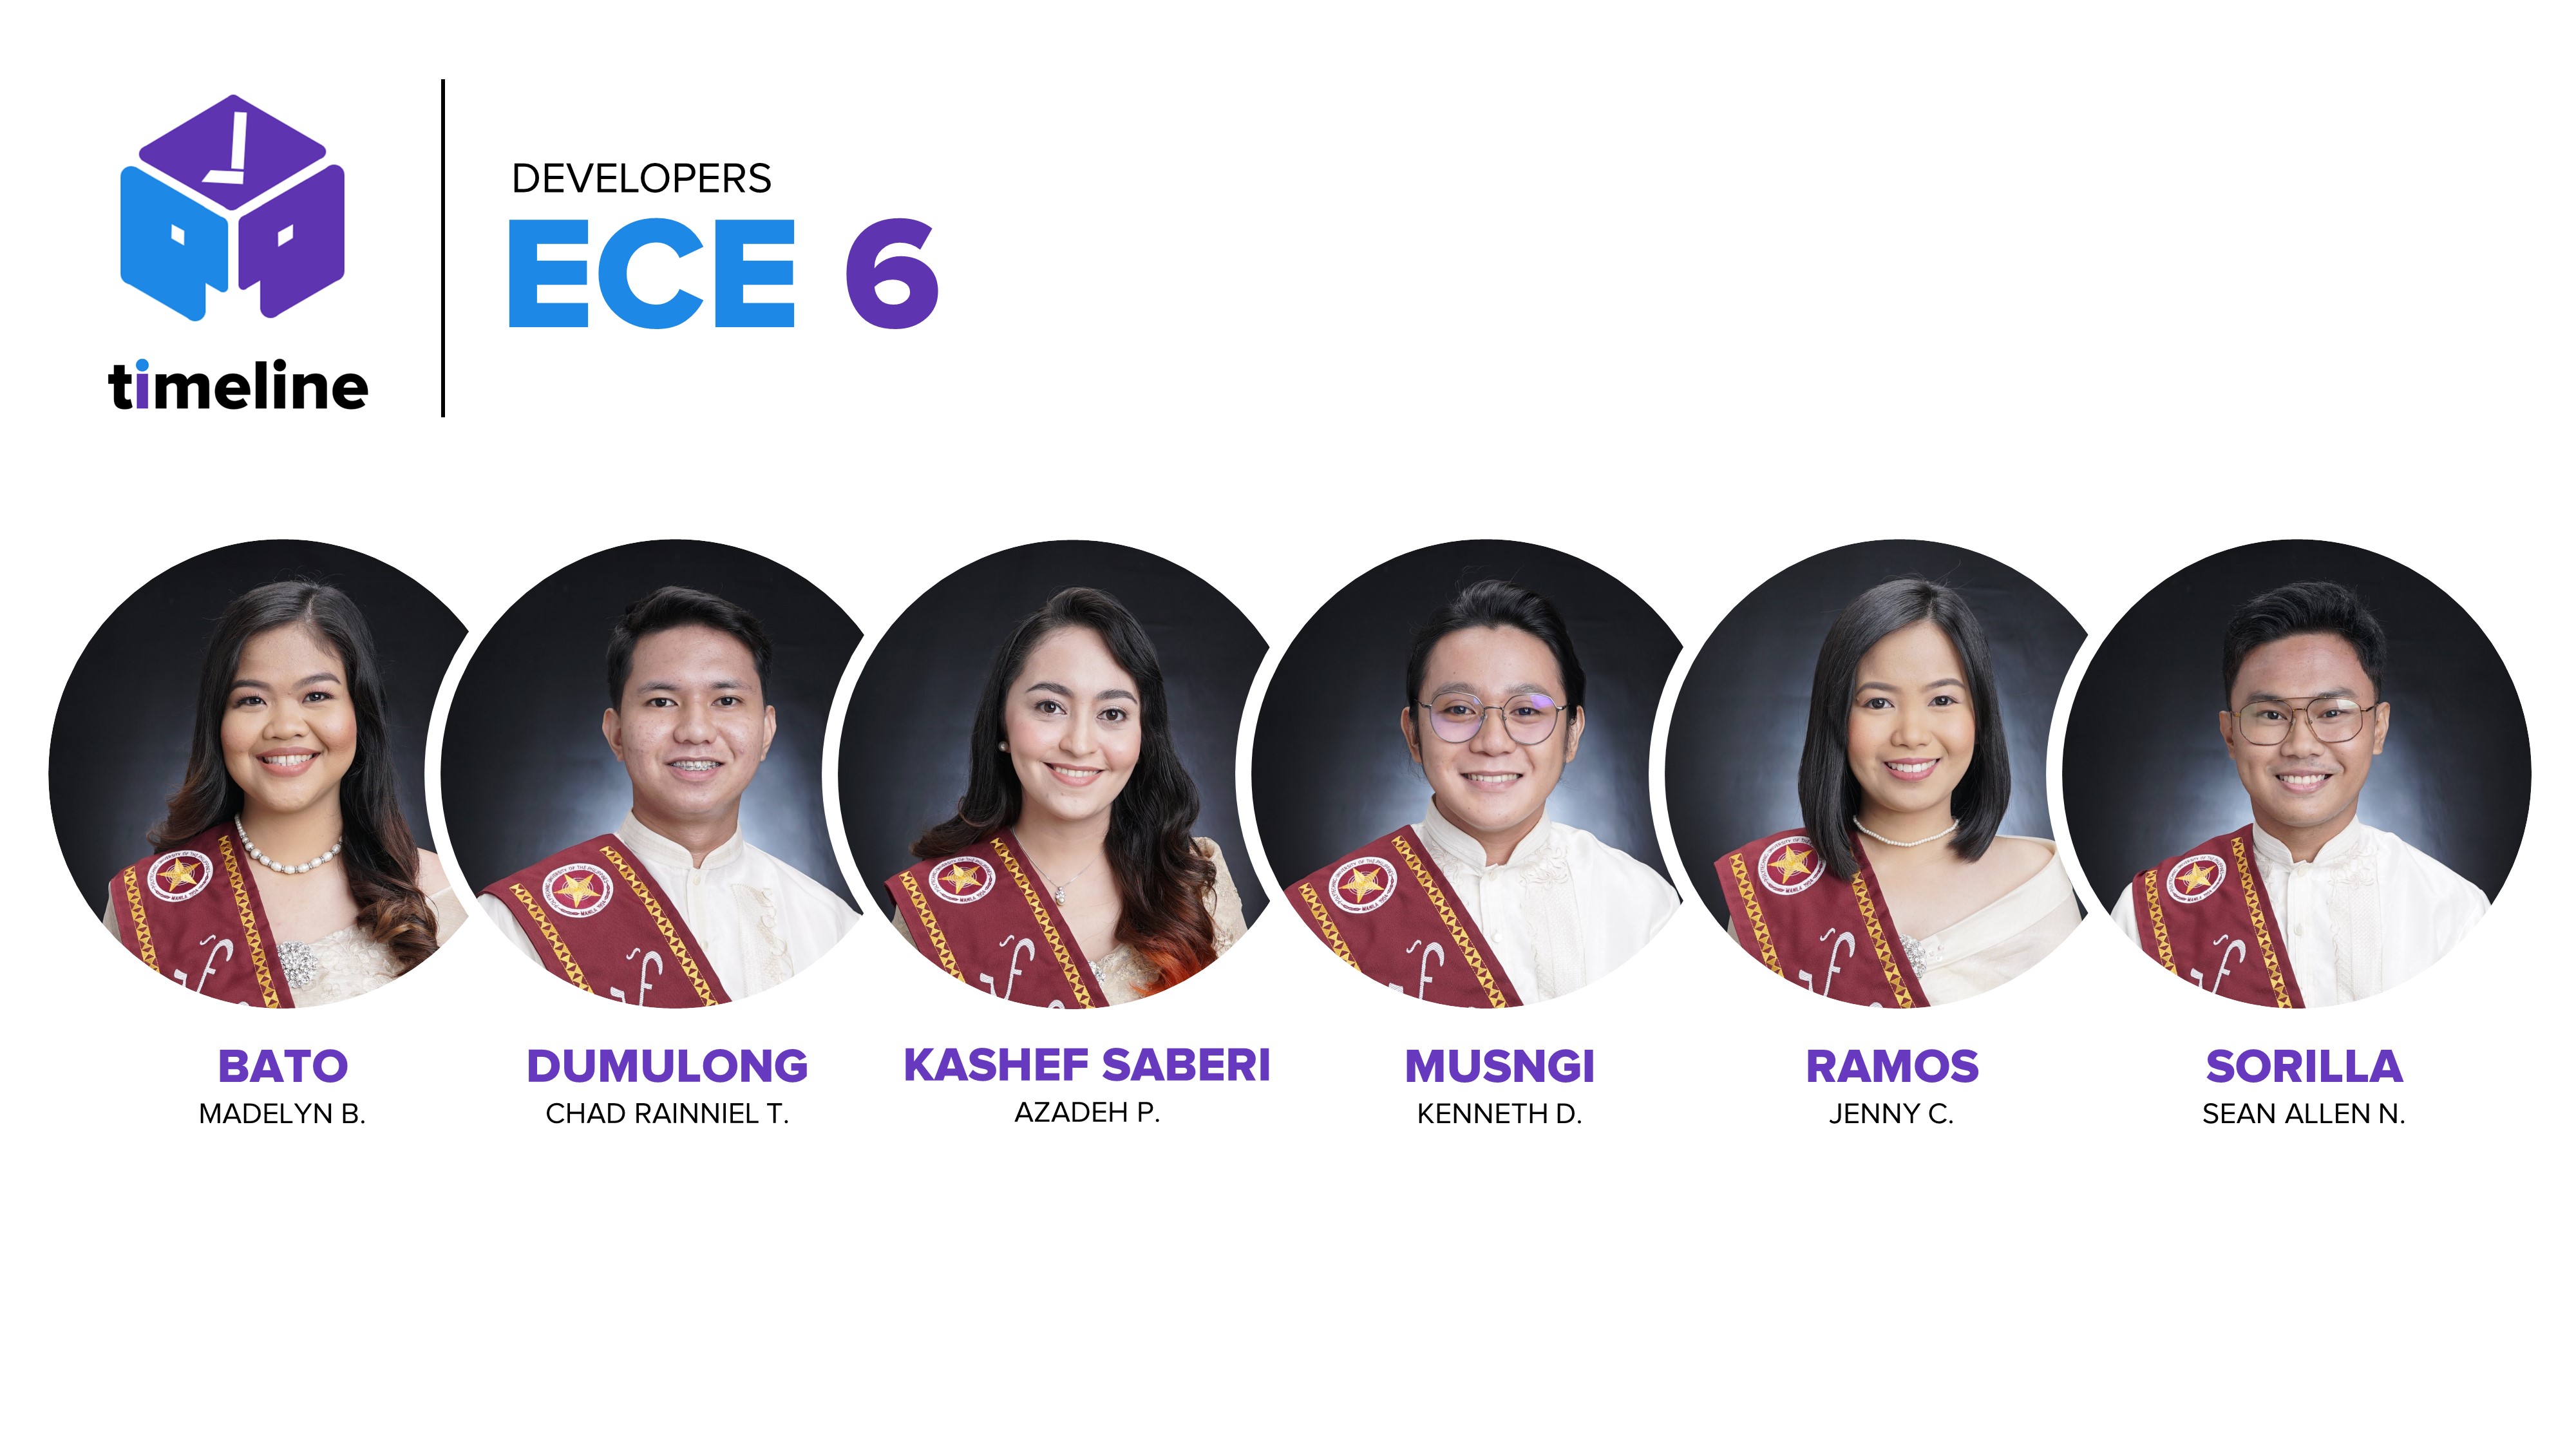 timeline
DEVELOPERS
ECE 6
BATO
MADELYN B.
DUMULONG
CHAD RAINNIEL T.
KASHEF SABERI
AZADEH P.
MUSNGI
KENNETH D.
RAMOS
JENNY C.
SORILLA
SEAN ALLEN N.